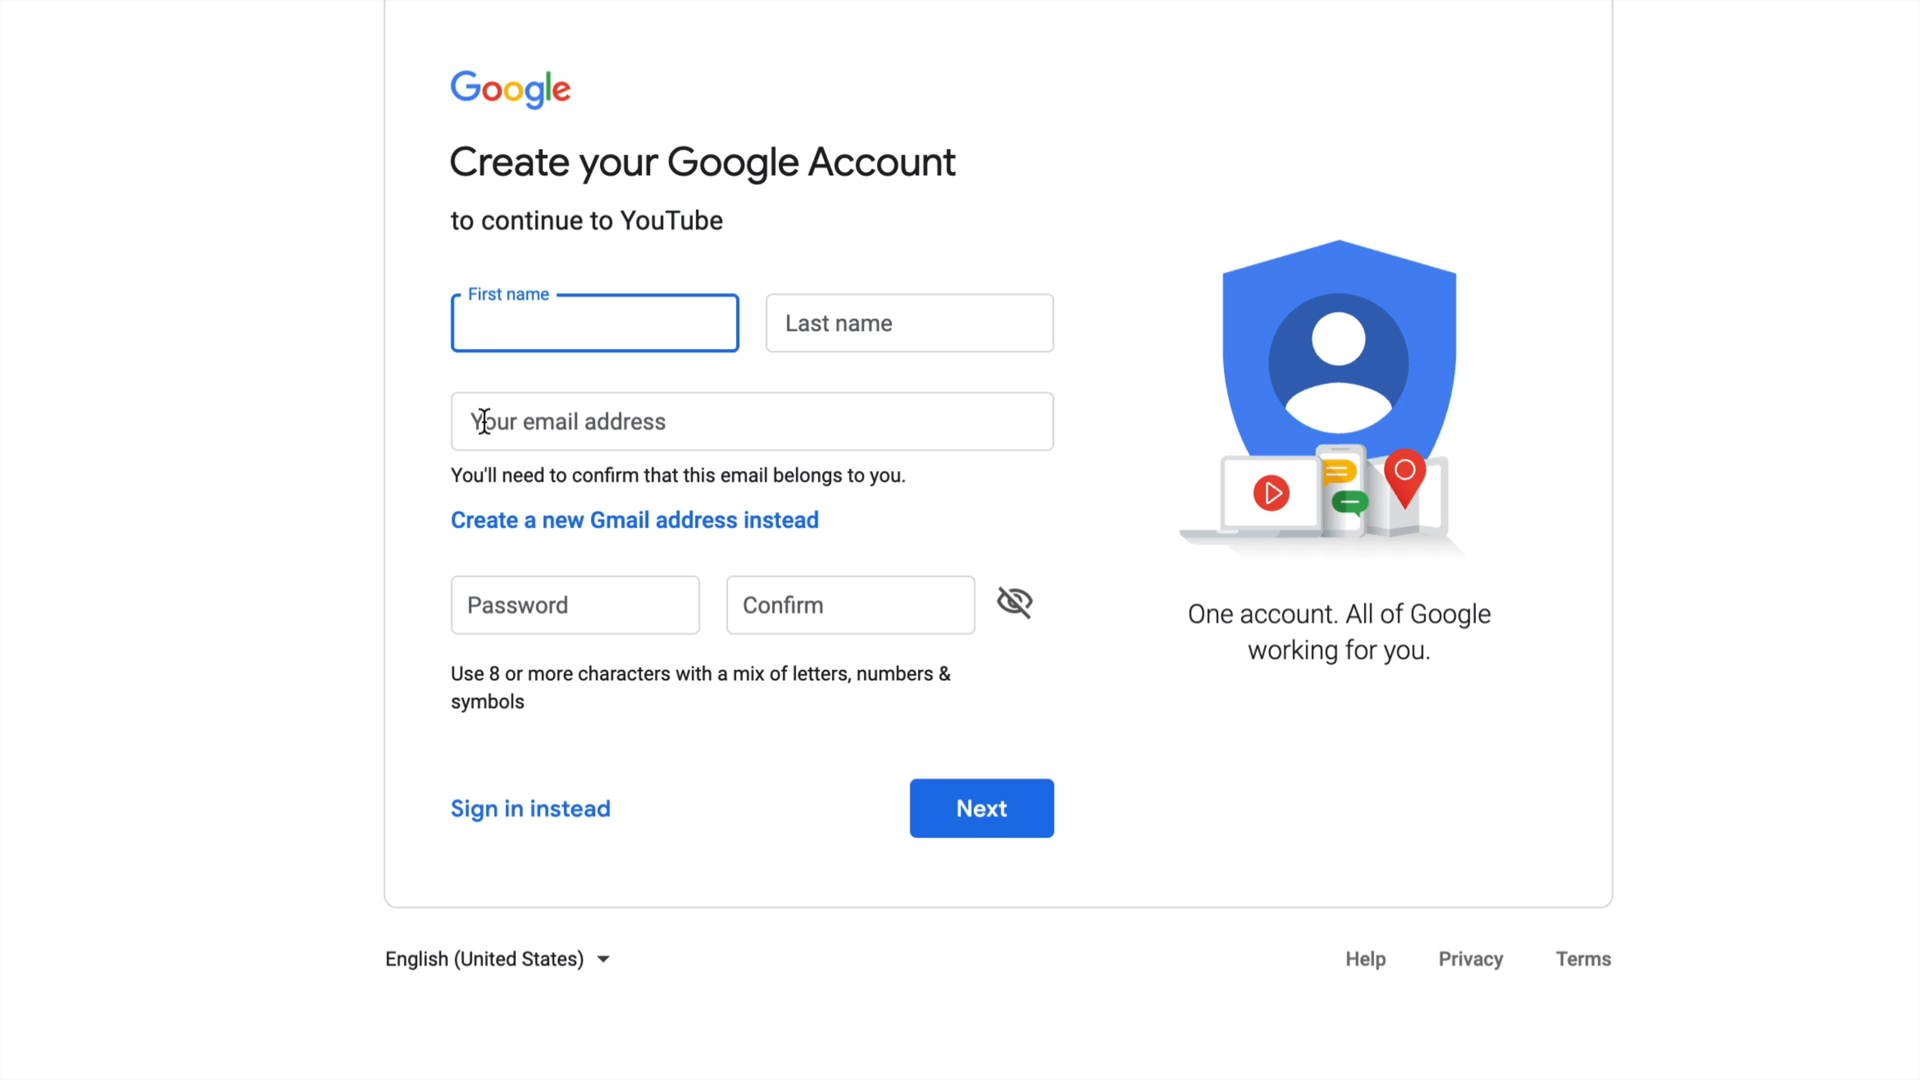 Google
Create your Google Account
to continue to YouTube
First name
Last name
Your email address
You'll need to confirm that this email belongs to you.
Create a new Gmail address instead
Password
Confirm
Use 8 or more characters with a mix of letters, numbers &
symbols
Sign in instead
Next
One account. All of Google
working for you.
English (United States)
Help
Privacy
Terms